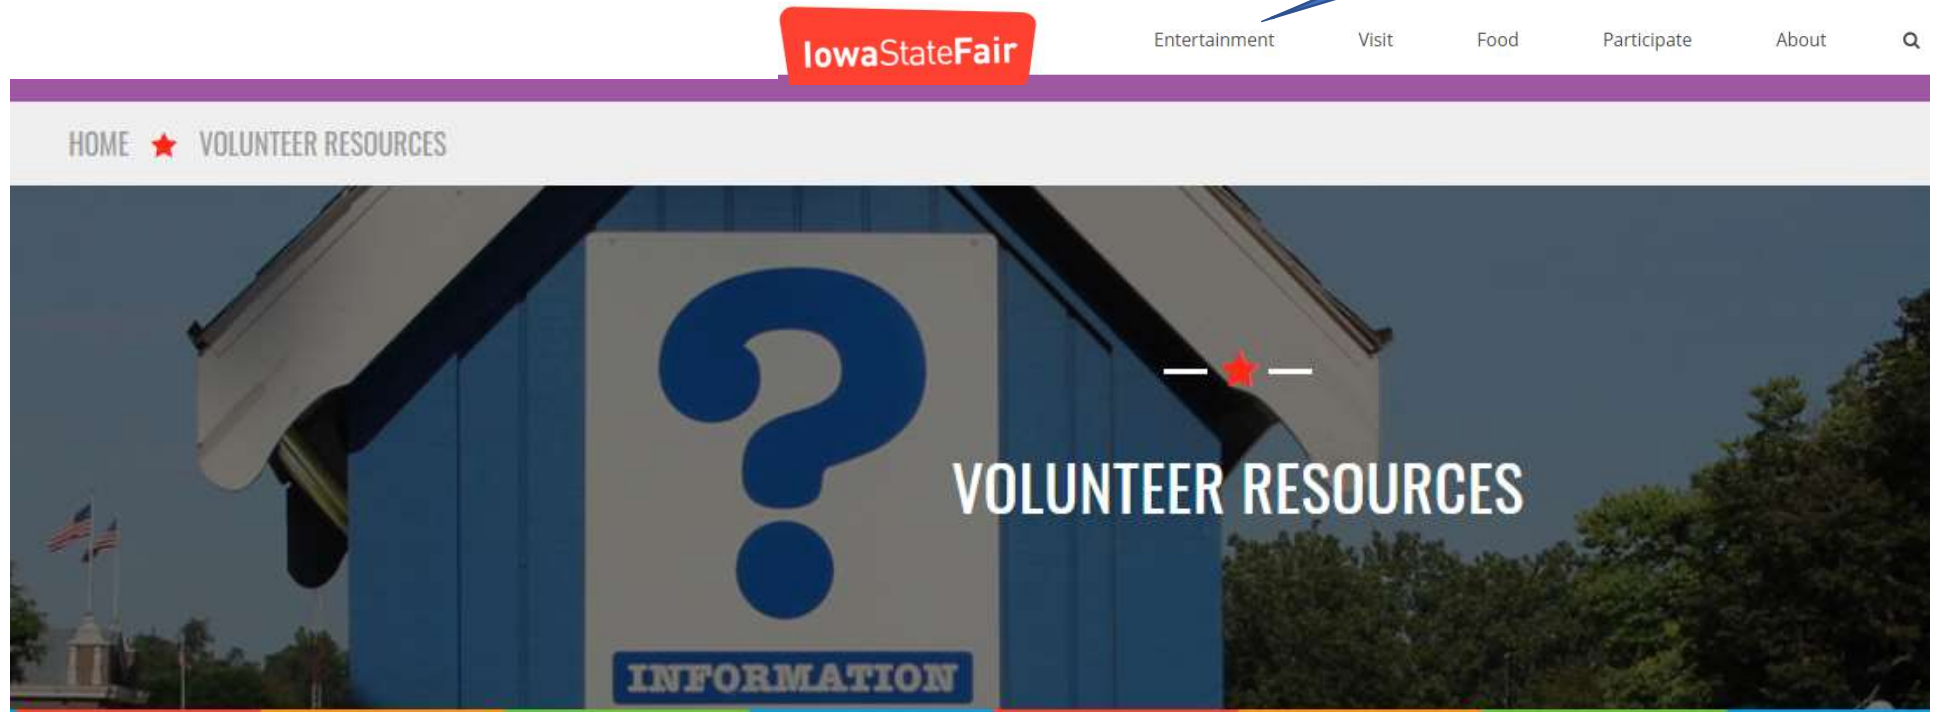 IowaStateFair
Entertainment Visit Food Participate About
HOME VOLUNTEER RESOURCES
?
VOLUNTEER RESOURCES
INFORMATION